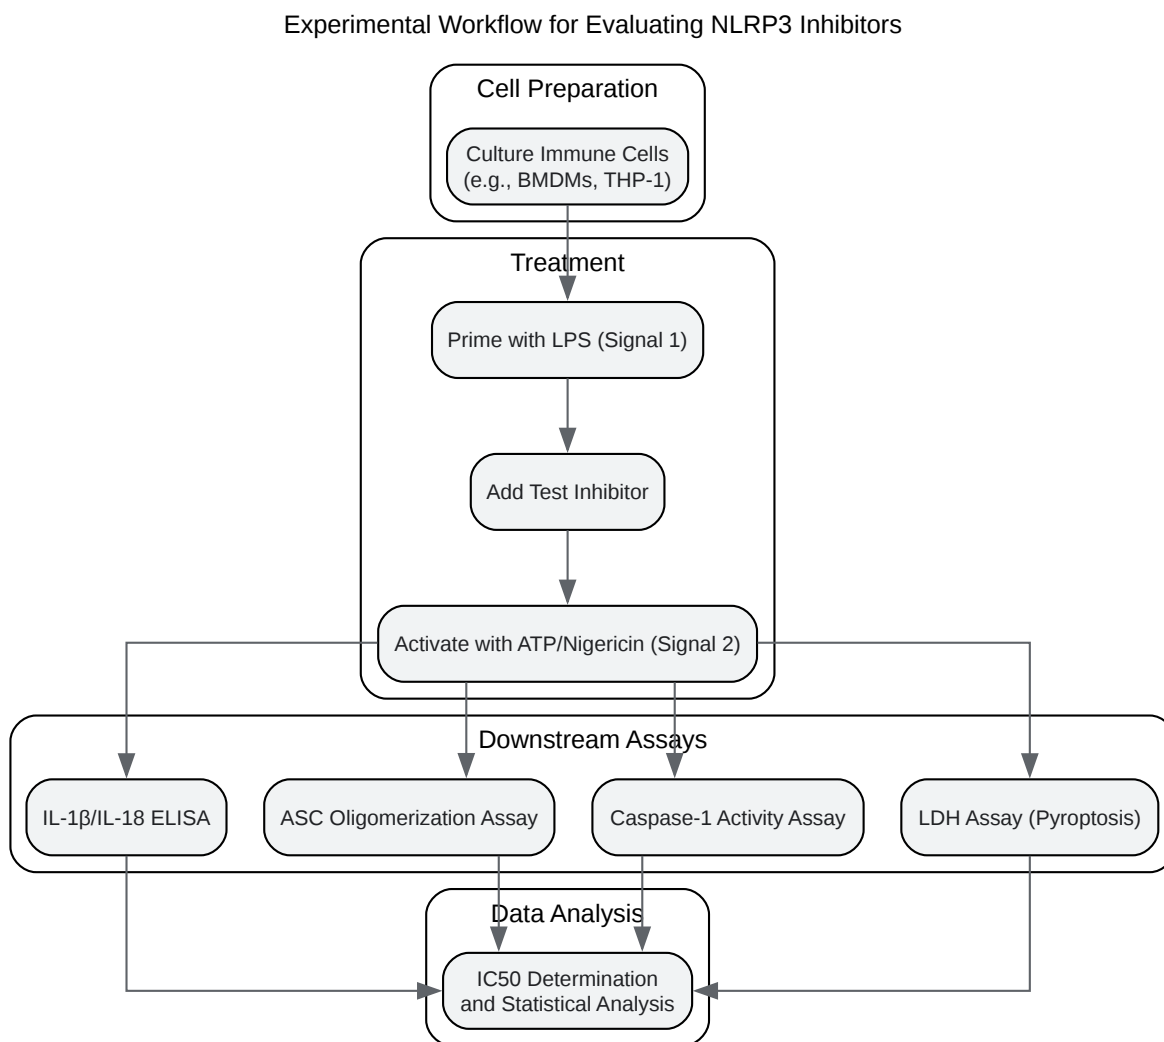 Experimental Workflow for Evaluating NLRP3 Inhibitors
Cell Preparation
Culture Immune Cells
(e.g., BMDMs, THP-1)
Treatment
Prime with LPS (Signal 1)
Add Test Inhibitor
Activate with ATP/Nigericin (Signal 2)
Downstream Assays
IL-1β/IL-18 ELISA
ASC Oligomerization Assay
Caspase-1 Activity Assay
LDH Assay (Pyroptosis)
Data Analysis
IC50 Determination
and Statistical Analysis